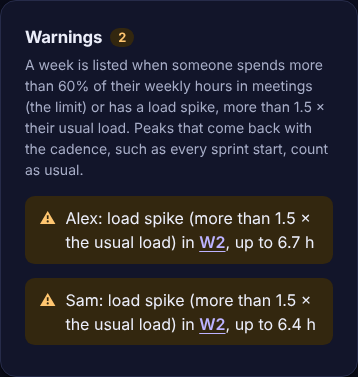 Warnings 2
A week is listed when someone spends more
than 60% of their weekly hours in meetings
(the limit) or has a load spike, more than 1.5 ×
their usual load. Peaks that come back with
the cadence, such as every sprint start, count
as usual.
Alex: load spike (more than 1.5 ×
the usual load) in W2, up to 6.7 h
Sam: load spike (more than 1.5 ×
the usual load) in W2, up to 6.4 h